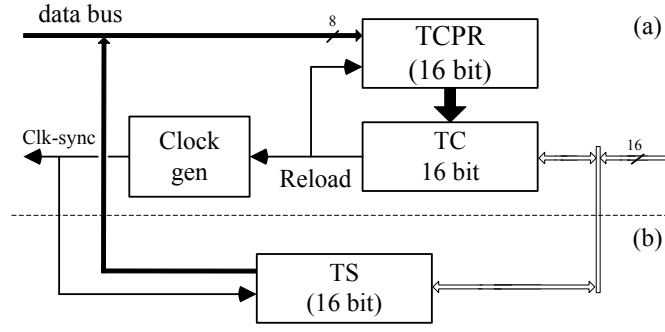 data bus
8
TCPR
(16 bit)
(a)
Clk-sync
Clock
gen
Reload
TC
16 bit
16
(b)
TS
(16 bit)